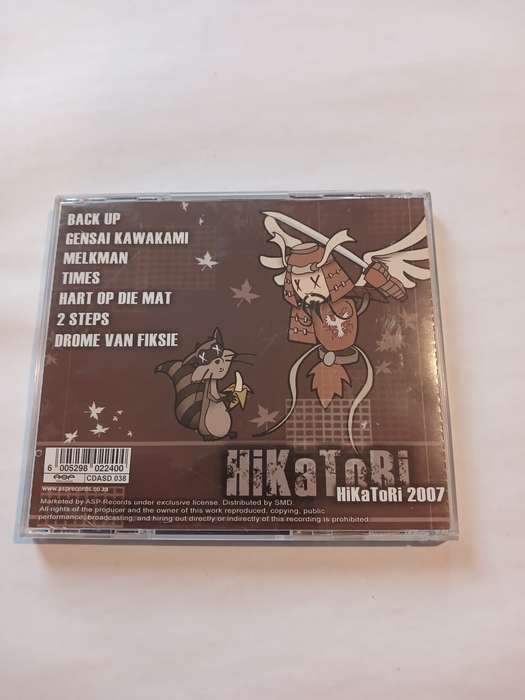 BACK UP
GENSAI KAWAKAMI
MELKMAN
TIMES
HART OP DIE MAT
2 STEPS
DROME VAN FIKSIE
HiKaToRi
HiKaToRi 2007
6 005298 022400
asp CDASD 038
www.asprecords.co.za
Marketed by ASP Records under exclusive license. Distributed by SMD.
All rights of the producer and the owner of this work reproduced, copying, public
performance, broadcasting, and hiring out directly or indirectly of this recording is prohibited.